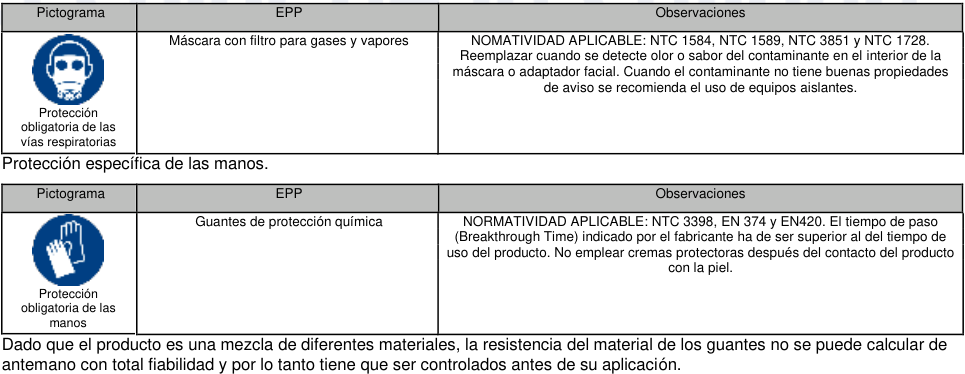 Pictograma EPP Observaciones
Máscara con filtro para gases y vapores NOMATIVIDAD APLICABLE: NTC 1584, NTC 1589, NTC 3851 y NTC 1728.
Reemplazar cuando se detecte olor o sabor del contaminante en el interior de la
máscara o adaptador facial. Cuando el contaminante no tiene buenas propiedades
de aviso se recomienda el uso de equipos aislantes.
Protección
obligatoria de las
vías respiratorias
Protección específica de las manos.
Pictograma EPP Observaciones
Guantes de protección química NORMATIVIDAD APLICABLE: NTC 3398, EN 374 y EN420. El tiempo de paso
(Breakthrough Time) indicado por el fabricante ha de ser superior al del tiempo de
uso del producto. No emplear cremas protectoras después del contacto del producto
con la piel.
Protección
obligatoria de las
manos
Dado que el producto es una mezcla de diferentes materiales, la resistencia del material de los guantes no se puede calcular de
antemano con total fiabilidad y por lo tanto tiene que ser controlados antes de su aplicación.